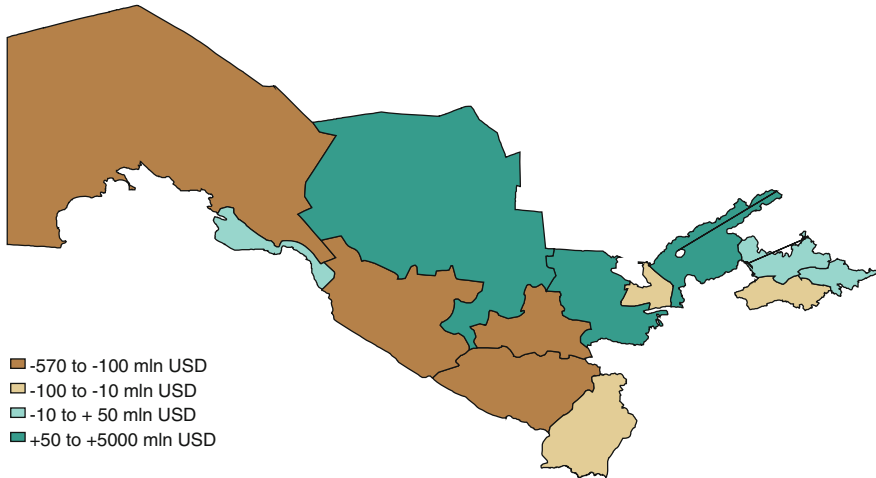 -570 to -100 mln USD
-100 to -10 mln USD
-10 to + 50 mln USD
+50 to +5000 mln USD